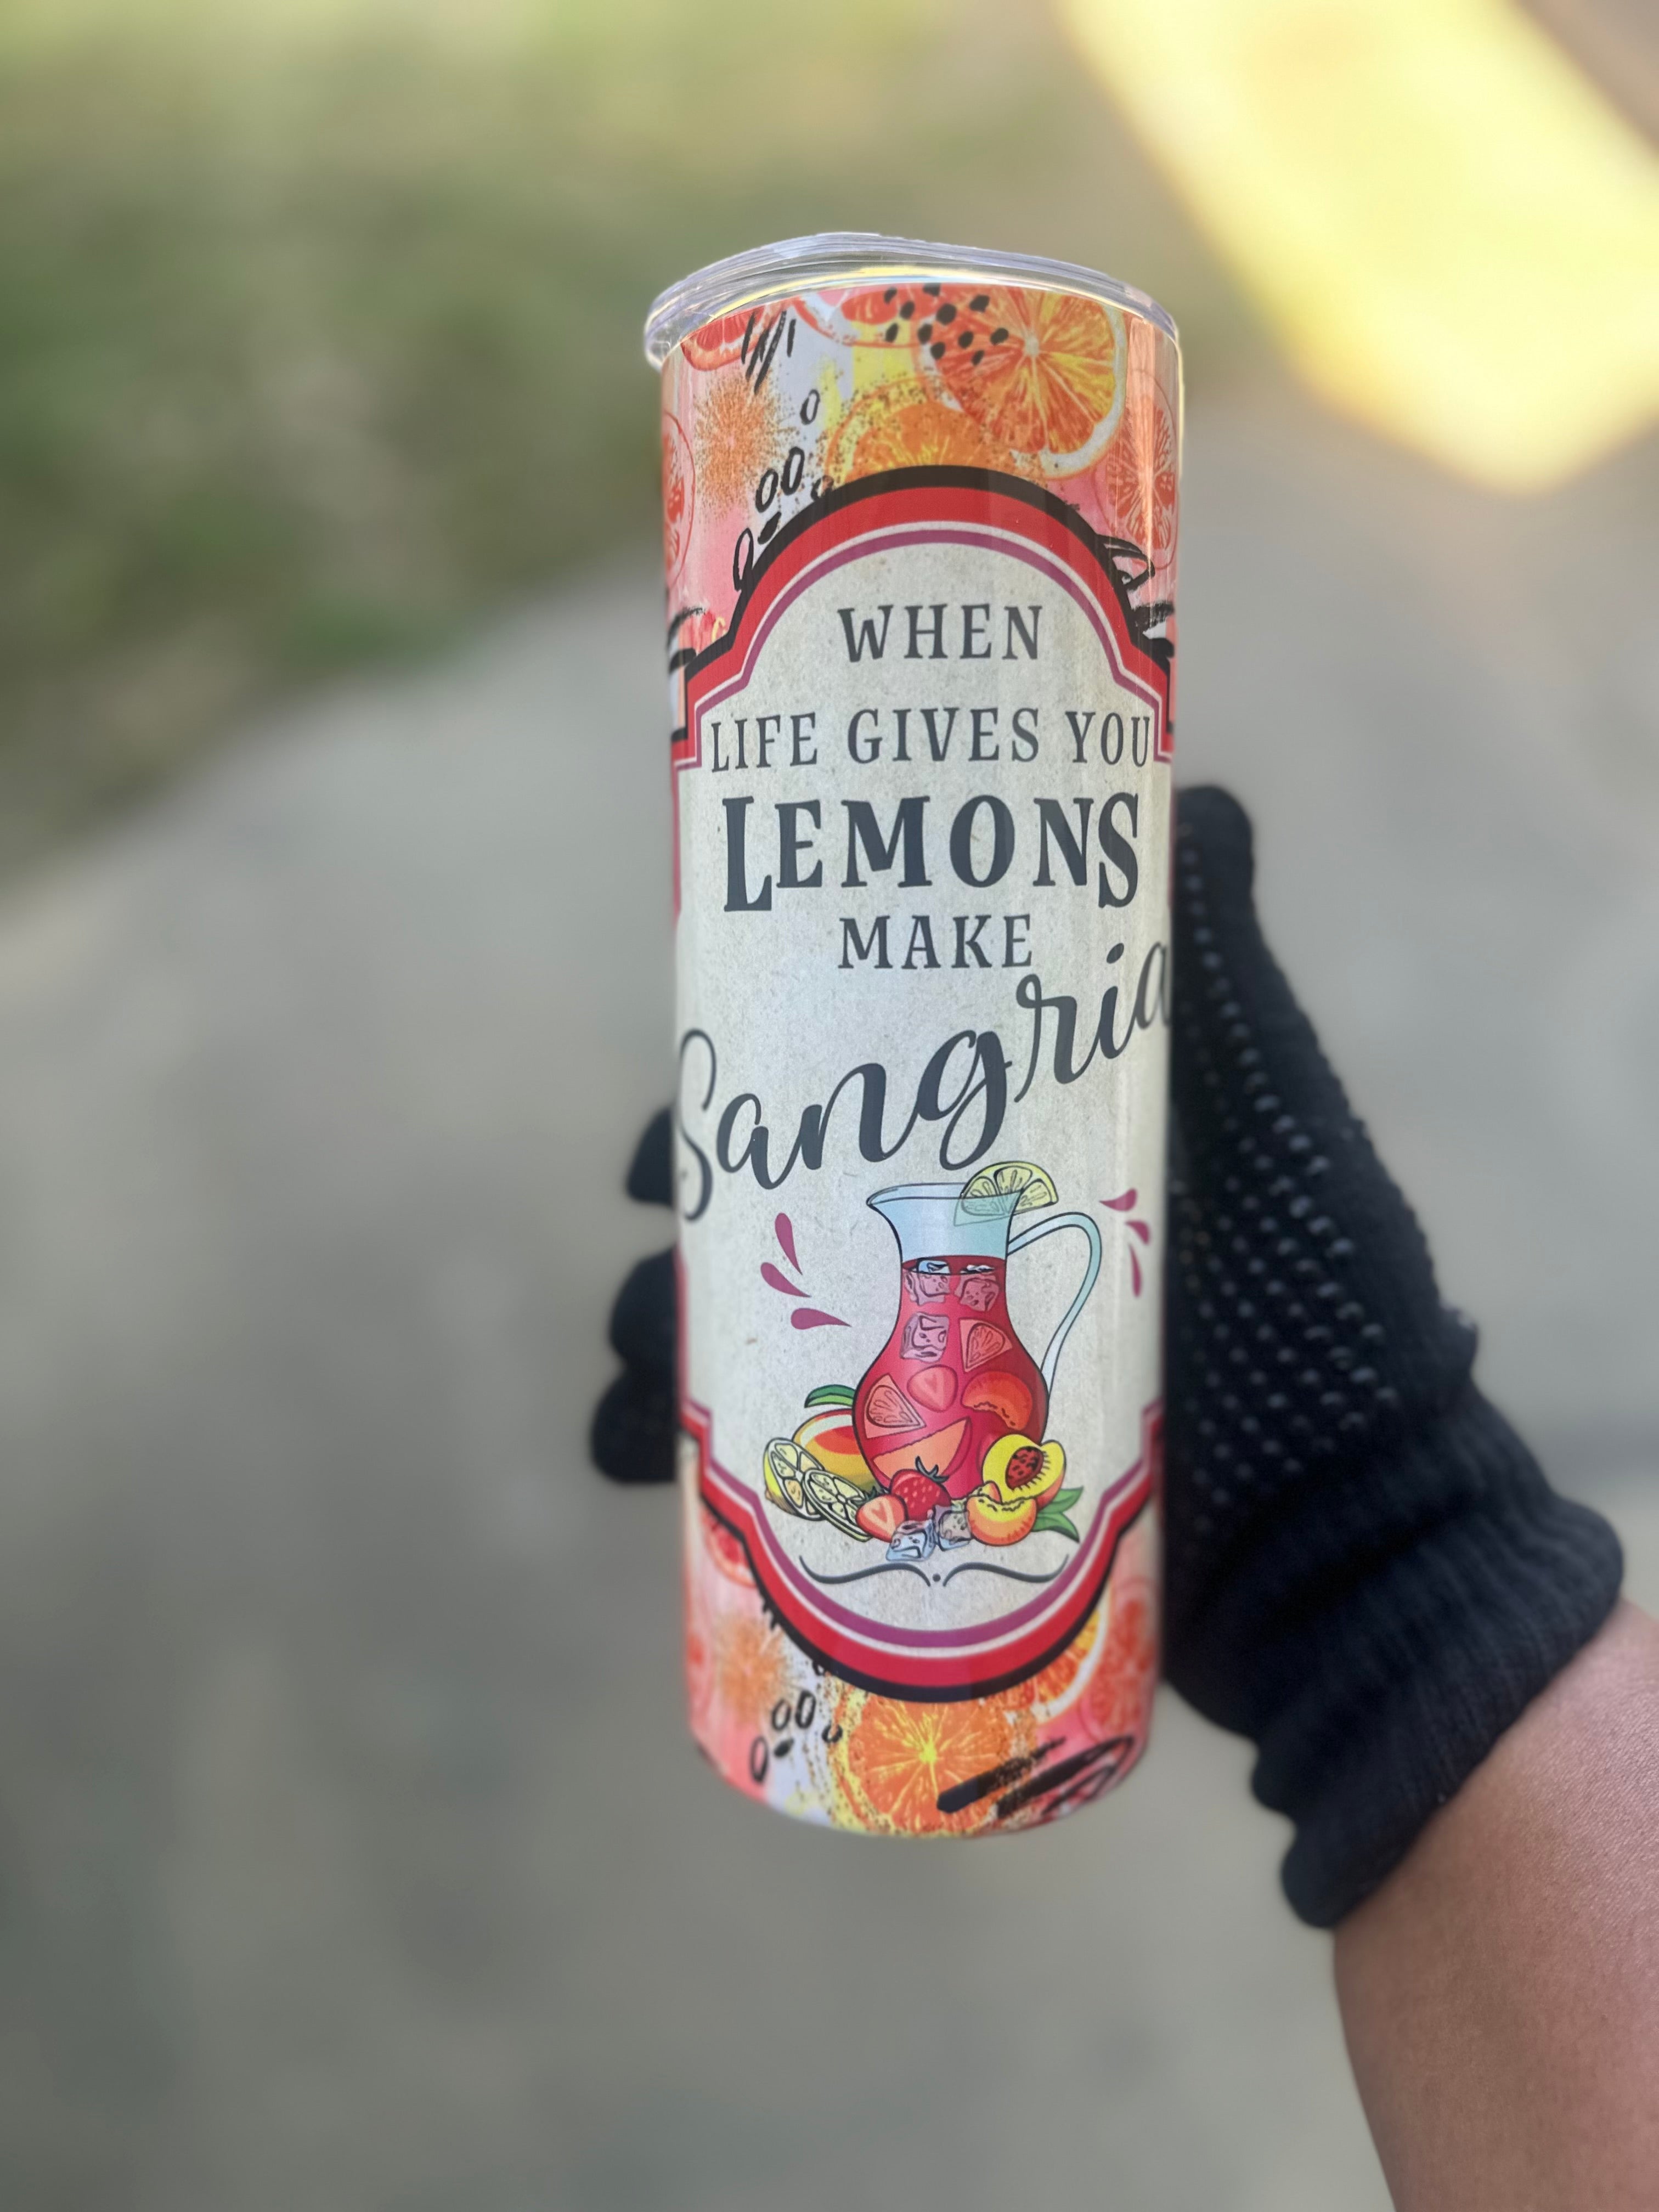 WHEN
LIFE GIVES YOU
LEMONS
MAKE
Sangria